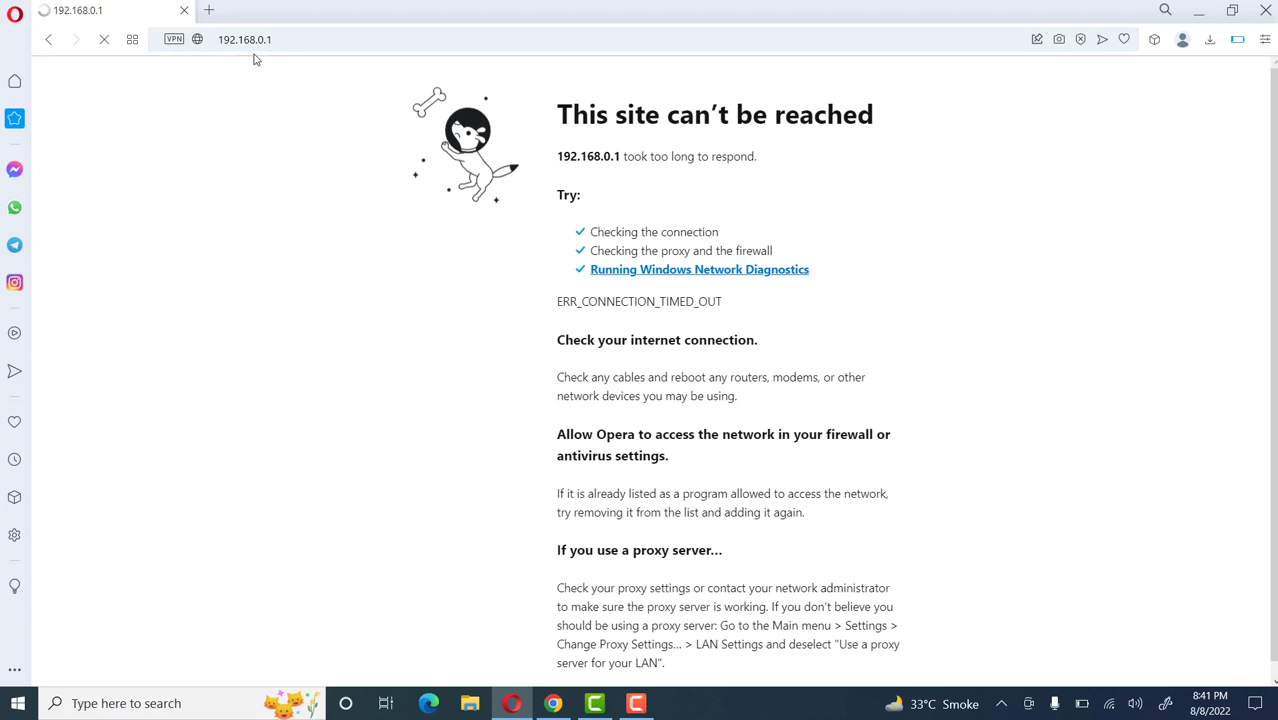 192.168.0.1
VPN
192.168.0.1
This site can’t be reached
192.168.0.1 took too long to respond.
Try:
Checking the connection
Checking the proxy and the firewall
Running Windows Network Diagnostics
ERR_CONNECTION_TIMED_OUT
Check your internet connection.
Check any cables and reboot any routers, modems, or other
network devices you may be using.
Allow Opera to access the network in your firewall or
antivirus settings.
If it is already listed as a program allowed to access the network,
try removing it from the list and adding it again.
If you use a proxy server…
Check your proxy settings or contact your network administrator
to make sure the proxy server is working. If you don't believe you
should be using a proxy server: Go to the Main menu > Settings >
Change Proxy Settings… > LAN Settings and deselect "Use a proxy
server for your LAN".
Type here to search
33°C Smoke
8:41 PM
8/8/2022